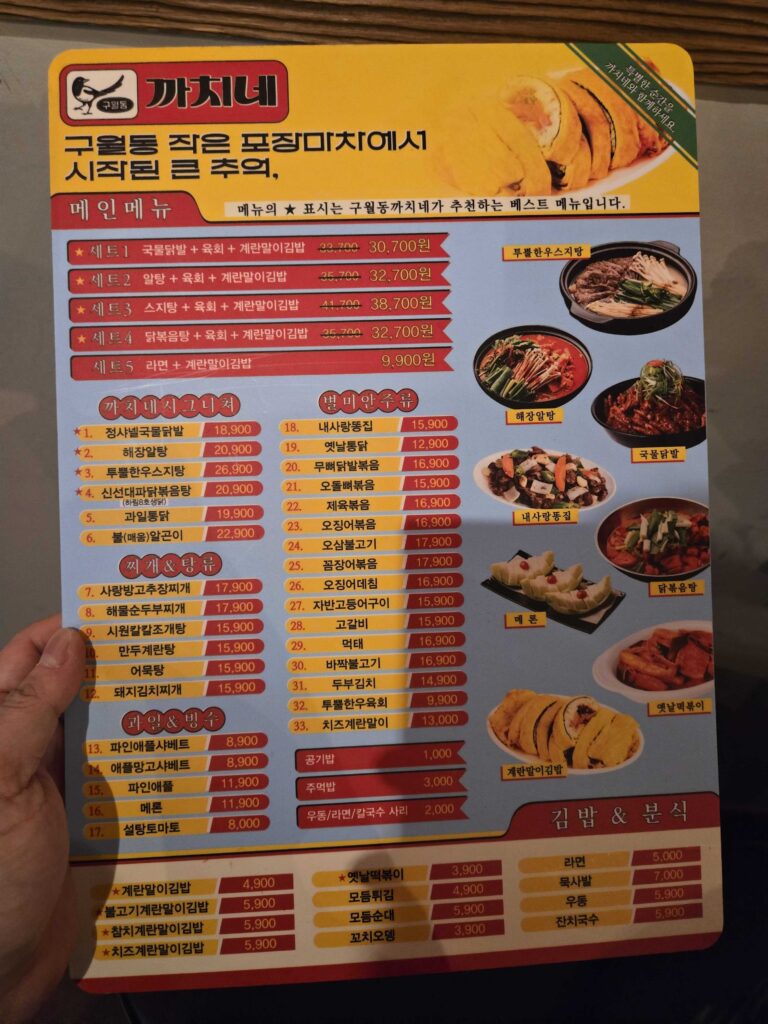 구월동 까치네
특별한 순간을
까치네와 함께하세요.
구월동 작은 포장마차에서
시작된 큰 추억,
메인메뉴
메뉴의 ★ 표시는 구월동까치네가 추천하는 베스트 메뉴입니다.
★ 세트1 국물닭발 + 육회 + 계란말이김밥 33,700 30,700원
★ 세트2 알탕 + 육회 + 계란말이김밥 35,700 32,700원
★ 세트3 스지탕 + 육회 + 계란말이김밥 41,700 38,700원
★ 세트4 닭볶음탕 + 육회 + 계란말이김밥 35,700 32,700원
세트5 라면 + 계란말이김밥 9,900원
까치네시그니처
★ 1. 정샤넬국물닭발 18,900
★ 2. 해장알탕 20,900
★ 3. 투뿔한우스지탕 26,900
★ 4. 신선대파닭볶음탕 20,900
(하림8호생닭)
5. 과일통닭 19,900
6. 불(매움)알곤이 22,900
찌개&탕류
7. 사랑방고추장찌개 17,900
8. 해물순두부찌개 17,900
9. 시원칼칼조개탕 15,900
10. 만두계란탕 15,900
11. 어묵탕 15,900
12. 돼지김치찌개 15,900
과일&빙수
13. 파인애플샤베트 8,900
14. 애플망고샤베트 8,900
15. 파인애플 11,900
16. 메론 11,900
17. 설탕토마토 8,000
별미안주류
18. 내사랑똥집 15,900
19. 옛날통닭 12,900
20. 무뼈닭발볶음 16,900
21. 오돌뼈볶음 15,900
22. 제육볶음 16,900
23. 오징어볶음 16,900
24. 오삼불고기 17,900
25. 꼼장어볶음 17,900
26. 오징어데침 16,900
27. 자반고등어구이 15,900
28. 고갈비 15,900
29. 먹태 16,900
30. 바짝불고기 16,900
31. 두부김치 14,900
32. 투뿔한우육회 9,900
33. 치즈계란말이 13,000
공기밥 1,000
주먹밥 3,000
우동/라면/칼국수 사리 2,000
투뿔한우스지탕
해장알탕
국물닭발
내사랑똥집
닭볶음탕
메론
옛날떡볶이
계란말이김밥
김밥 & 분식
★계란말이김밥 4,900
★불고기계란말이김밥 5,900
★참치계란말이김밥 5,900
★치즈계란말이김밥 5,900
★옛날떡볶이 3,900
모둠튀김 4,900
모둠순대 5,900
꼬치오뎅 3,900
라면 5,000
묵사발 7,000
우동 5,900
잔치국수 5,900